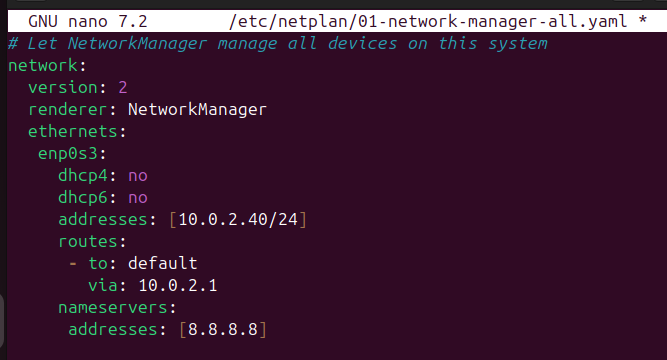 GNU nano 7.2 /etc/netplan/01-network-manager-all.yaml *
# Let NetworkManager manage all devices on this system
network:
  version: 2
  renderer: NetworkManager
  ethernets:
   enp0s3:
     dhcp4: no
     dhcp6: no
     addresses: [10.0.2.40/24]
     routes:
      - to: default
        via: 10.0.2.1
     nameservers:
      addresses: [8.8.8.8]